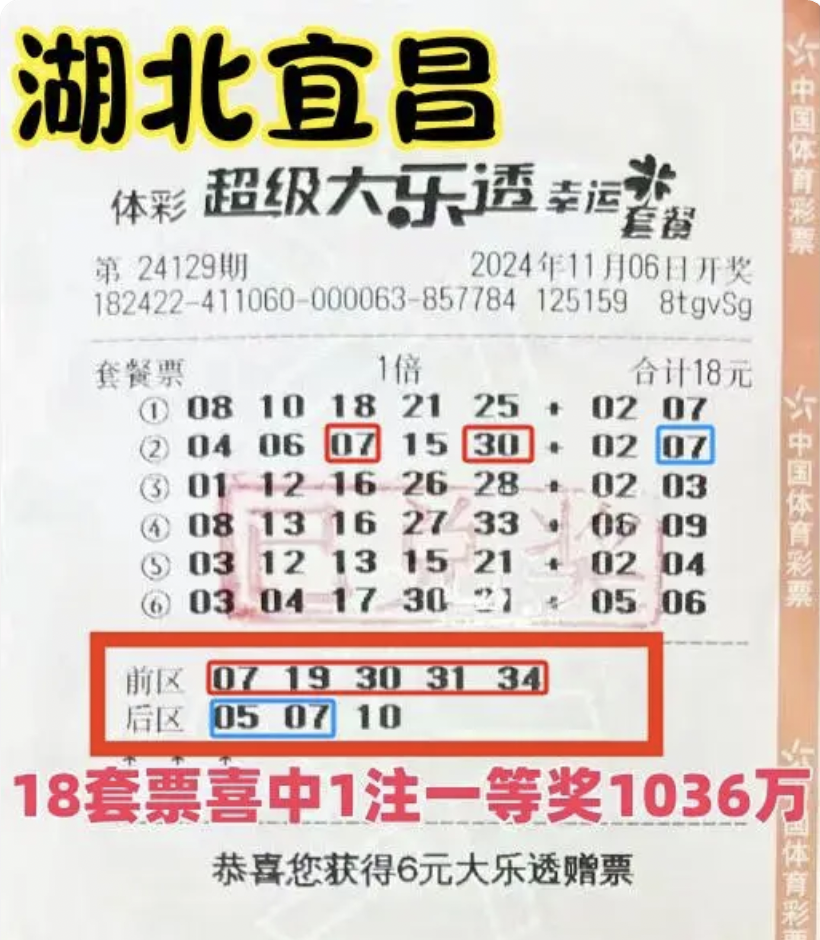 湖北宜昌
体彩 超级大乐透 幸运套餐
第 24129期 2024年11月06日开奖
182422-411060-000063-857784 125159 8tgvSg
套餐票 1倍 合计18元
① 08 10 18 21 25 + 02 07
② 04 06 07 15 30 + 02 07
③ 01 12 16 26 28 + 02 03
④ 08 13 16 27 33 + 06 09
⑤ 03 12 13 15 21 + 02 04
⑥ 03 04 17 30 31 + 05 06
已兑奖
前区 07 19 30 31 34
后区 05 07 10
* * *
18套票喜中1注一等奖1036万
恭喜您获得6元大乐透赠票
中国体育彩票
中国体育彩票
国体育彩票